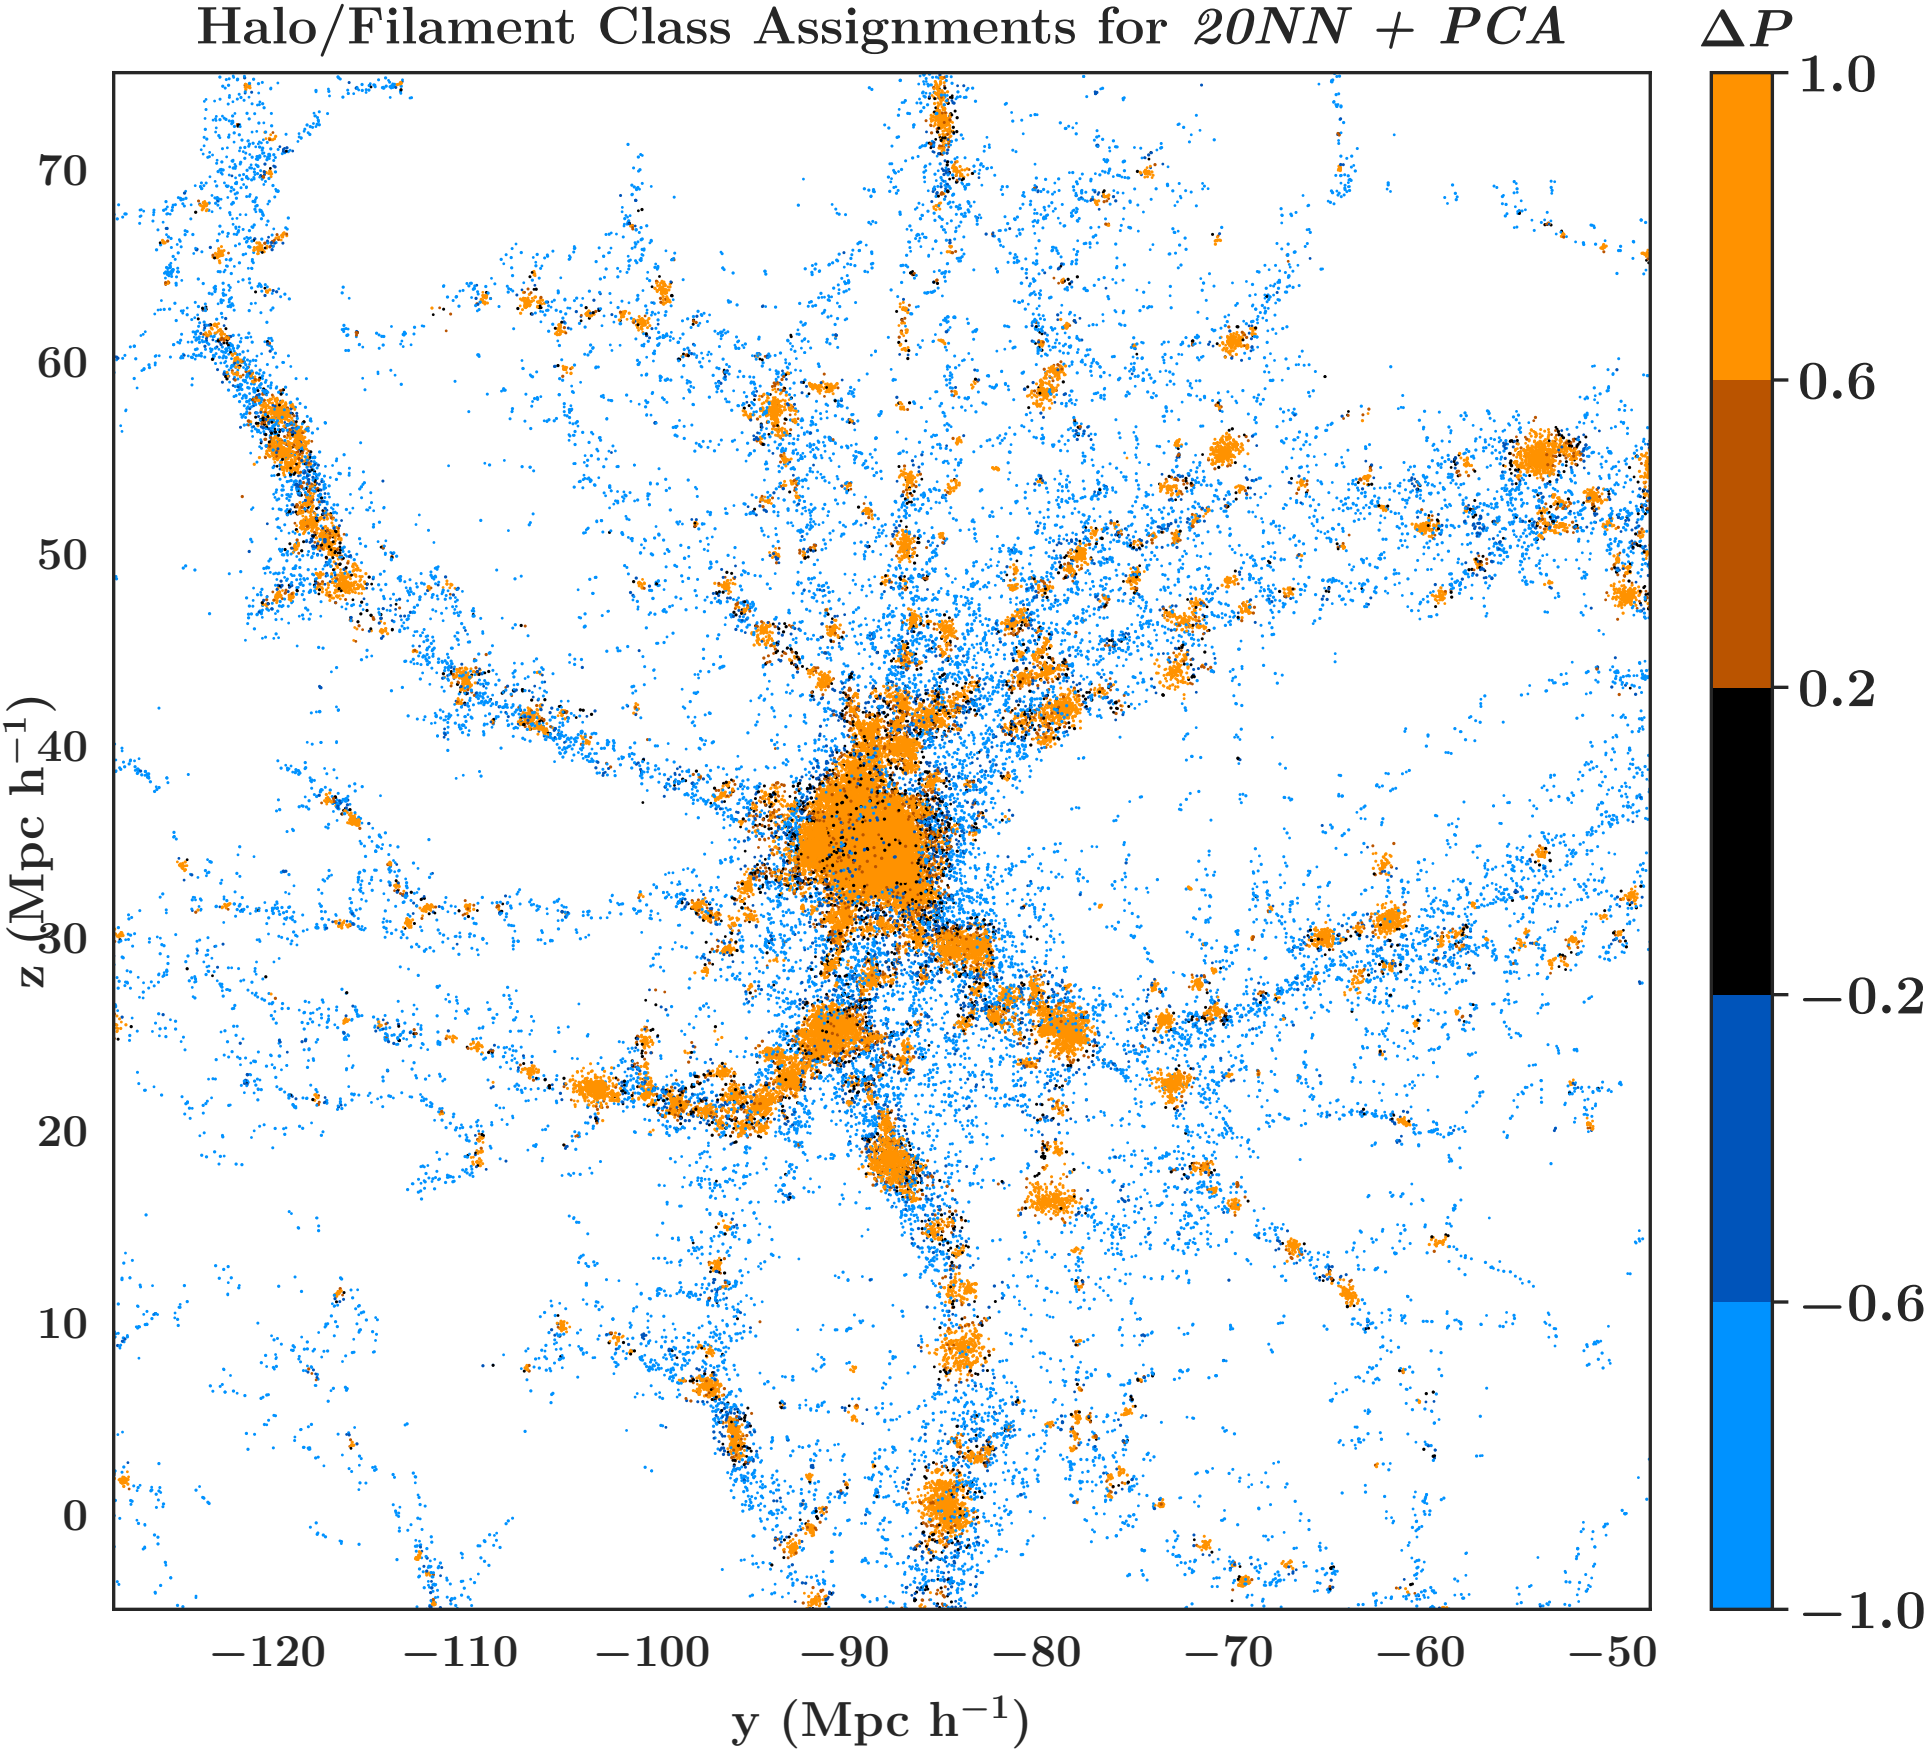 Halo/Filament Class Assignments for 20NN + PCA
ΔP
1.0
0.6
0.2
−0.2
−0.6
−1.0
70
60
50
40
30
20
10
0
z (Mpc h⁻¹)
−120 −110 −100 −90 −80 −70 −60 −50
y (Mpc h⁻¹)